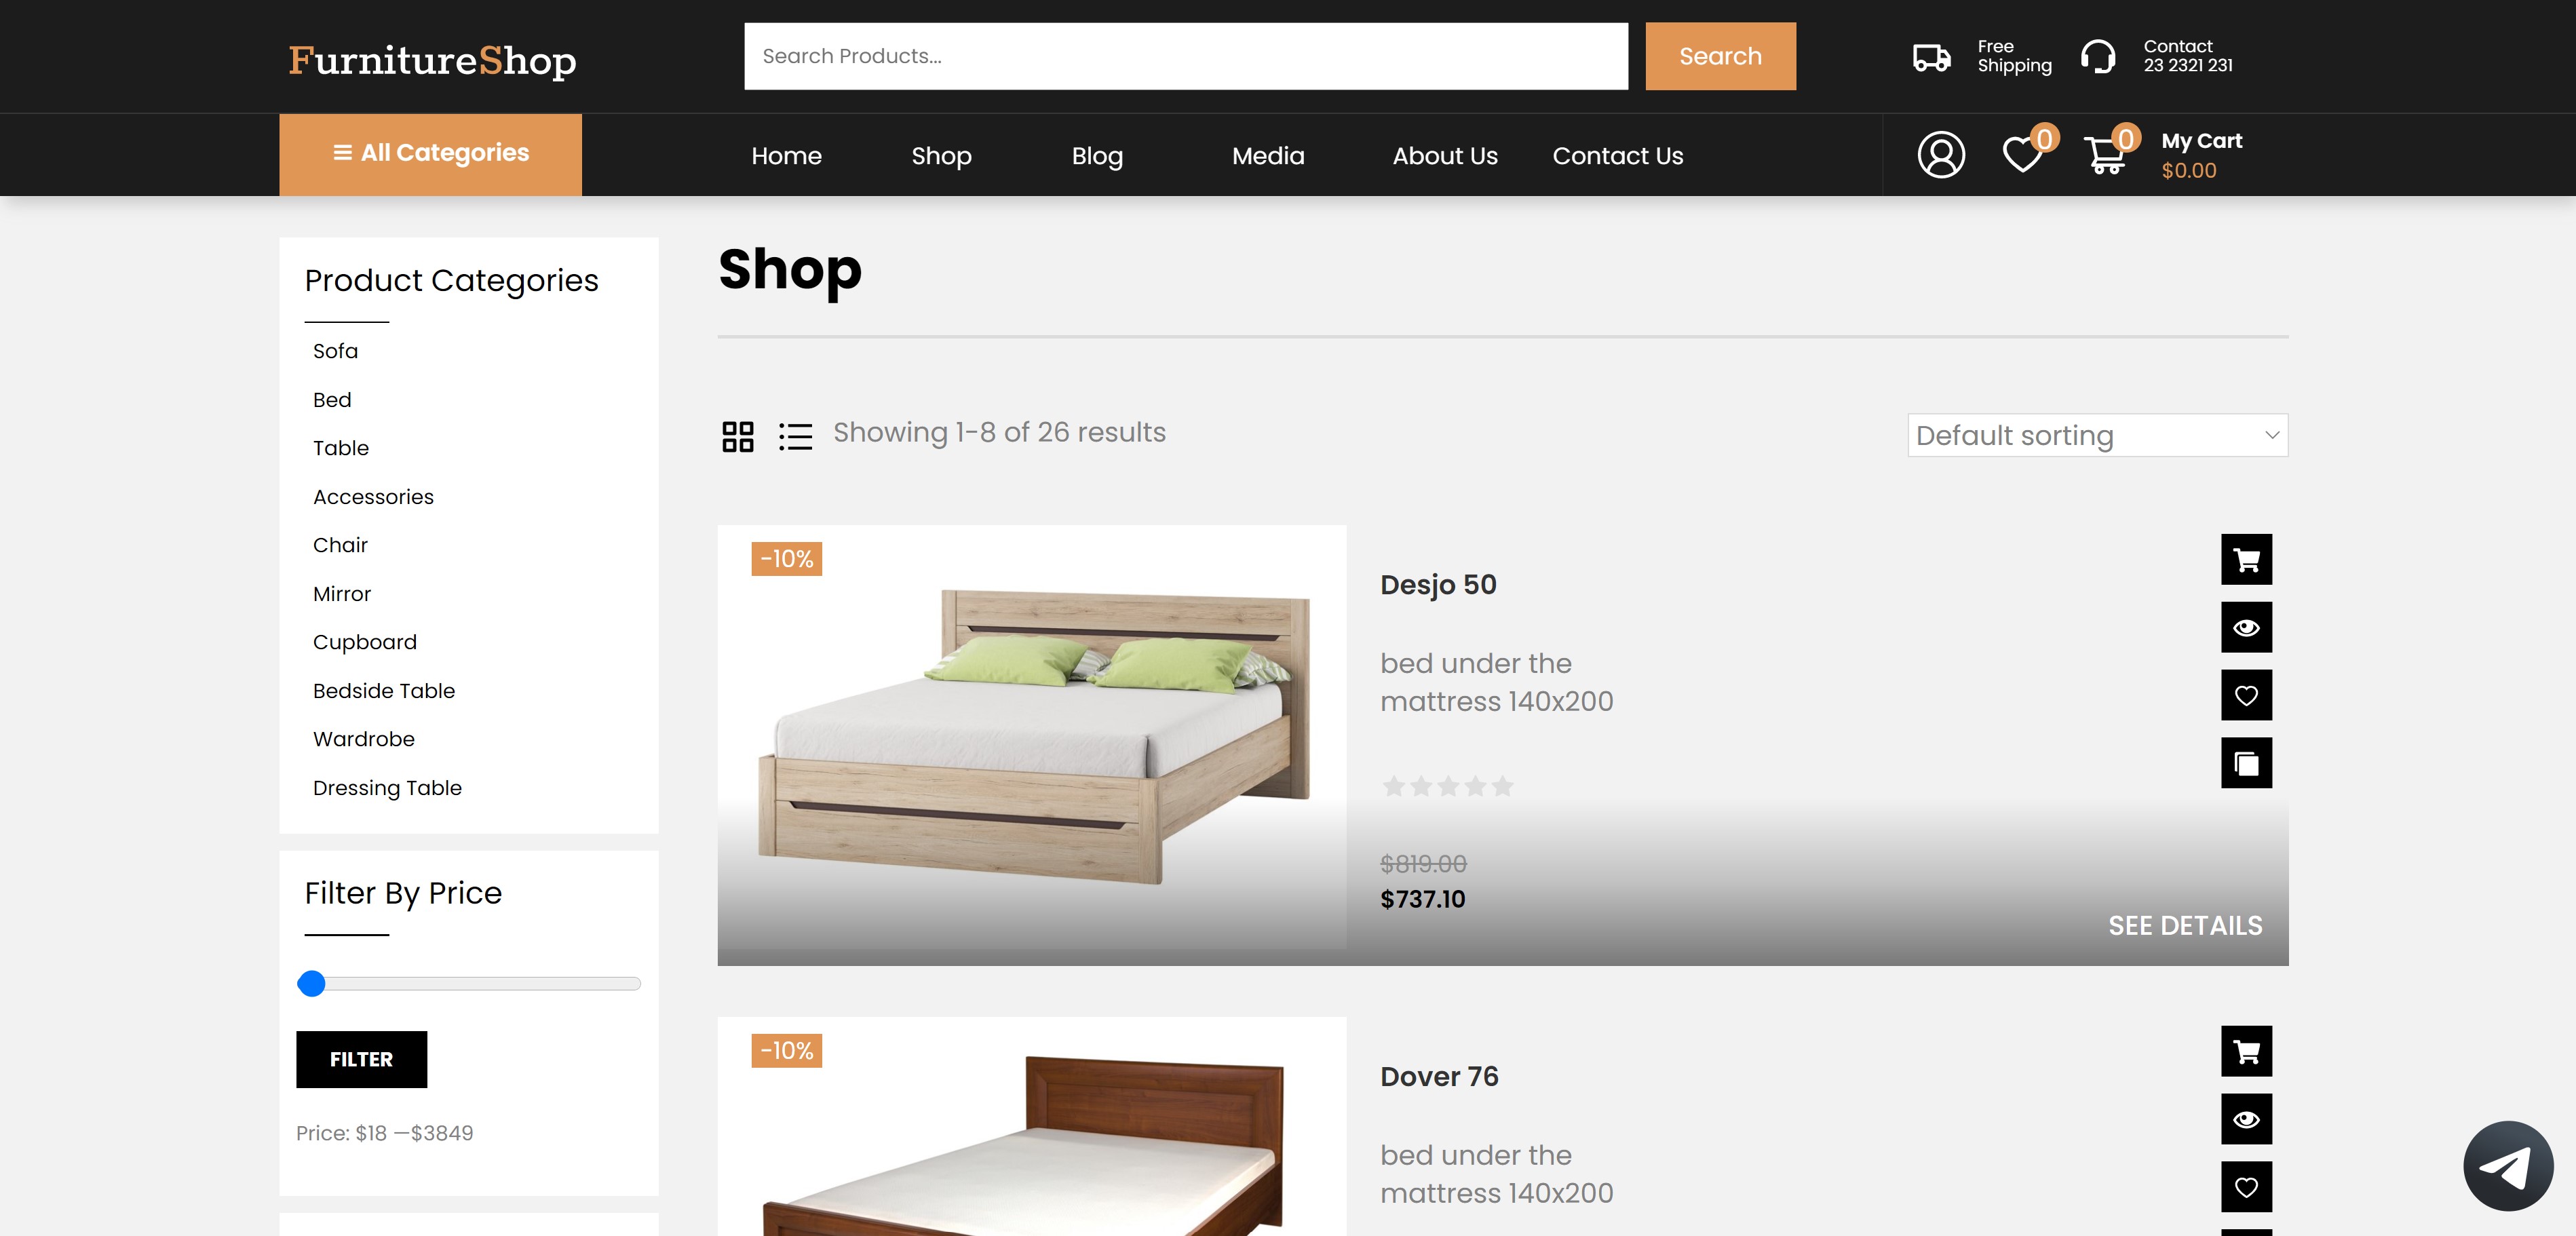 FurnitureShop
Search Products...
Search
Free
Shipping
Contact
23 2321 231
All Categories
Home
Shop
Blog
Media
About Us
Contact Us
0
0
My Cart
$0.00
Product Categories
Sofa
Bed
Table
Accessories
Chair
Mirror
Cupboard
Bedside Table
Wardrobe
Dressing Table
Filter By Price
FILTER
Price: $18 —$3849
Shop
Showing 1-8 of 26 results
Default sorting
-10%
Desjo 50
bed under the
mattress 140x200
$819.00
$737.10
SEE DETAILS
-10%
Dover 76
bed under the
mattress 140x200